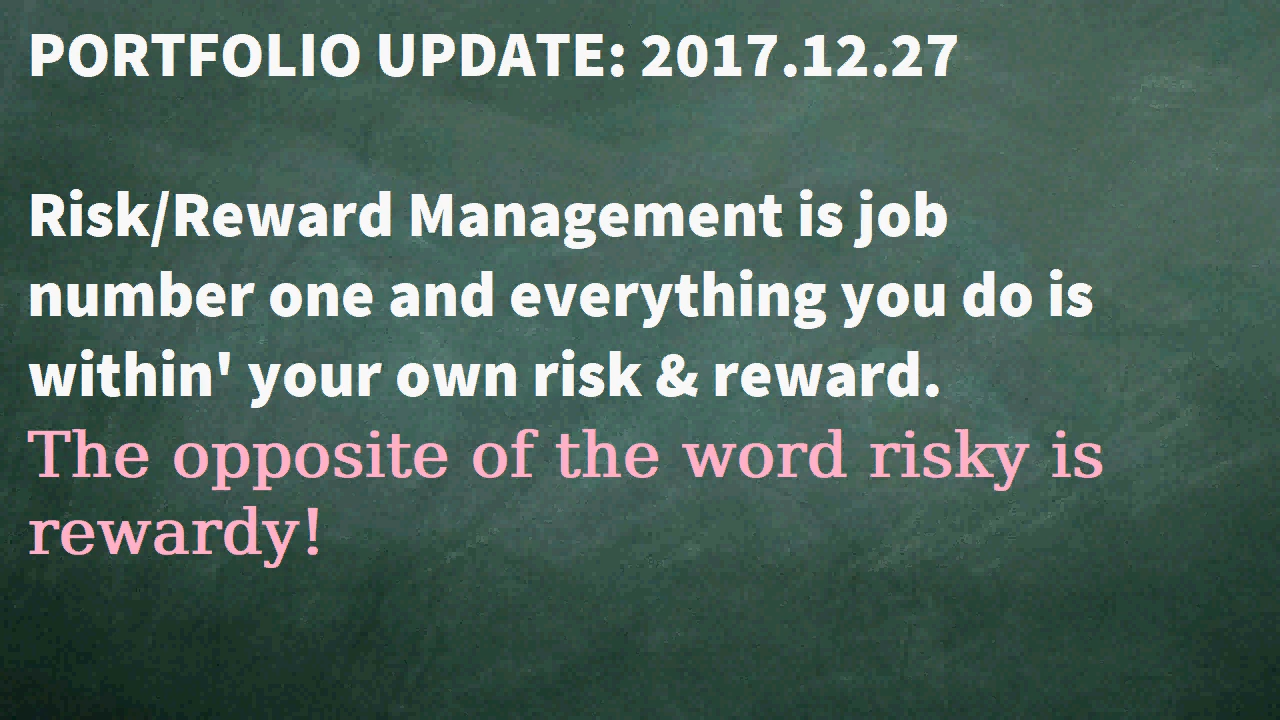 PORTFOLIO UPDATE: 2017.12.27
Risk/Reward Management is job
number one and everything you do is
within' your own risk & reward.
The opposite of the word risky is
rewardy!